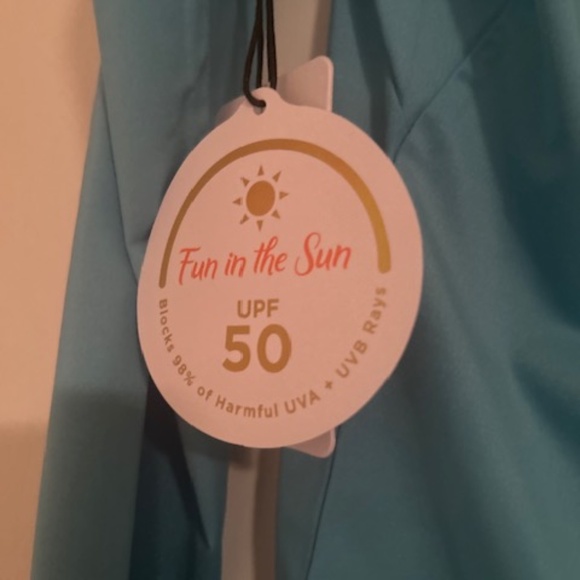 Fun in the Sun
UPF
50
Blocks 98% of Harmful UVA + UVB Rays